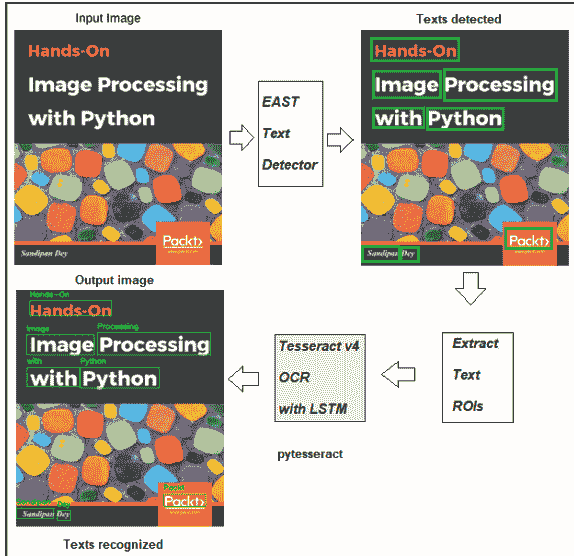 Input Image
Texts detected
Hands-On
Image Processing
with Python
Packt>
Sandipan Dey
EAST
Text
Detector
Hands-On
Image Processing
with Python
Packt>
Sandipan Dey
Output image
Hands-On
Hands-On
Image Processing
Image Processing
with Python
with Python
Packt>
Sandipan Dey
Tesseract v4
OCR
with LSTM
pytesseract
Extract
Text
ROIs
Texts recognized